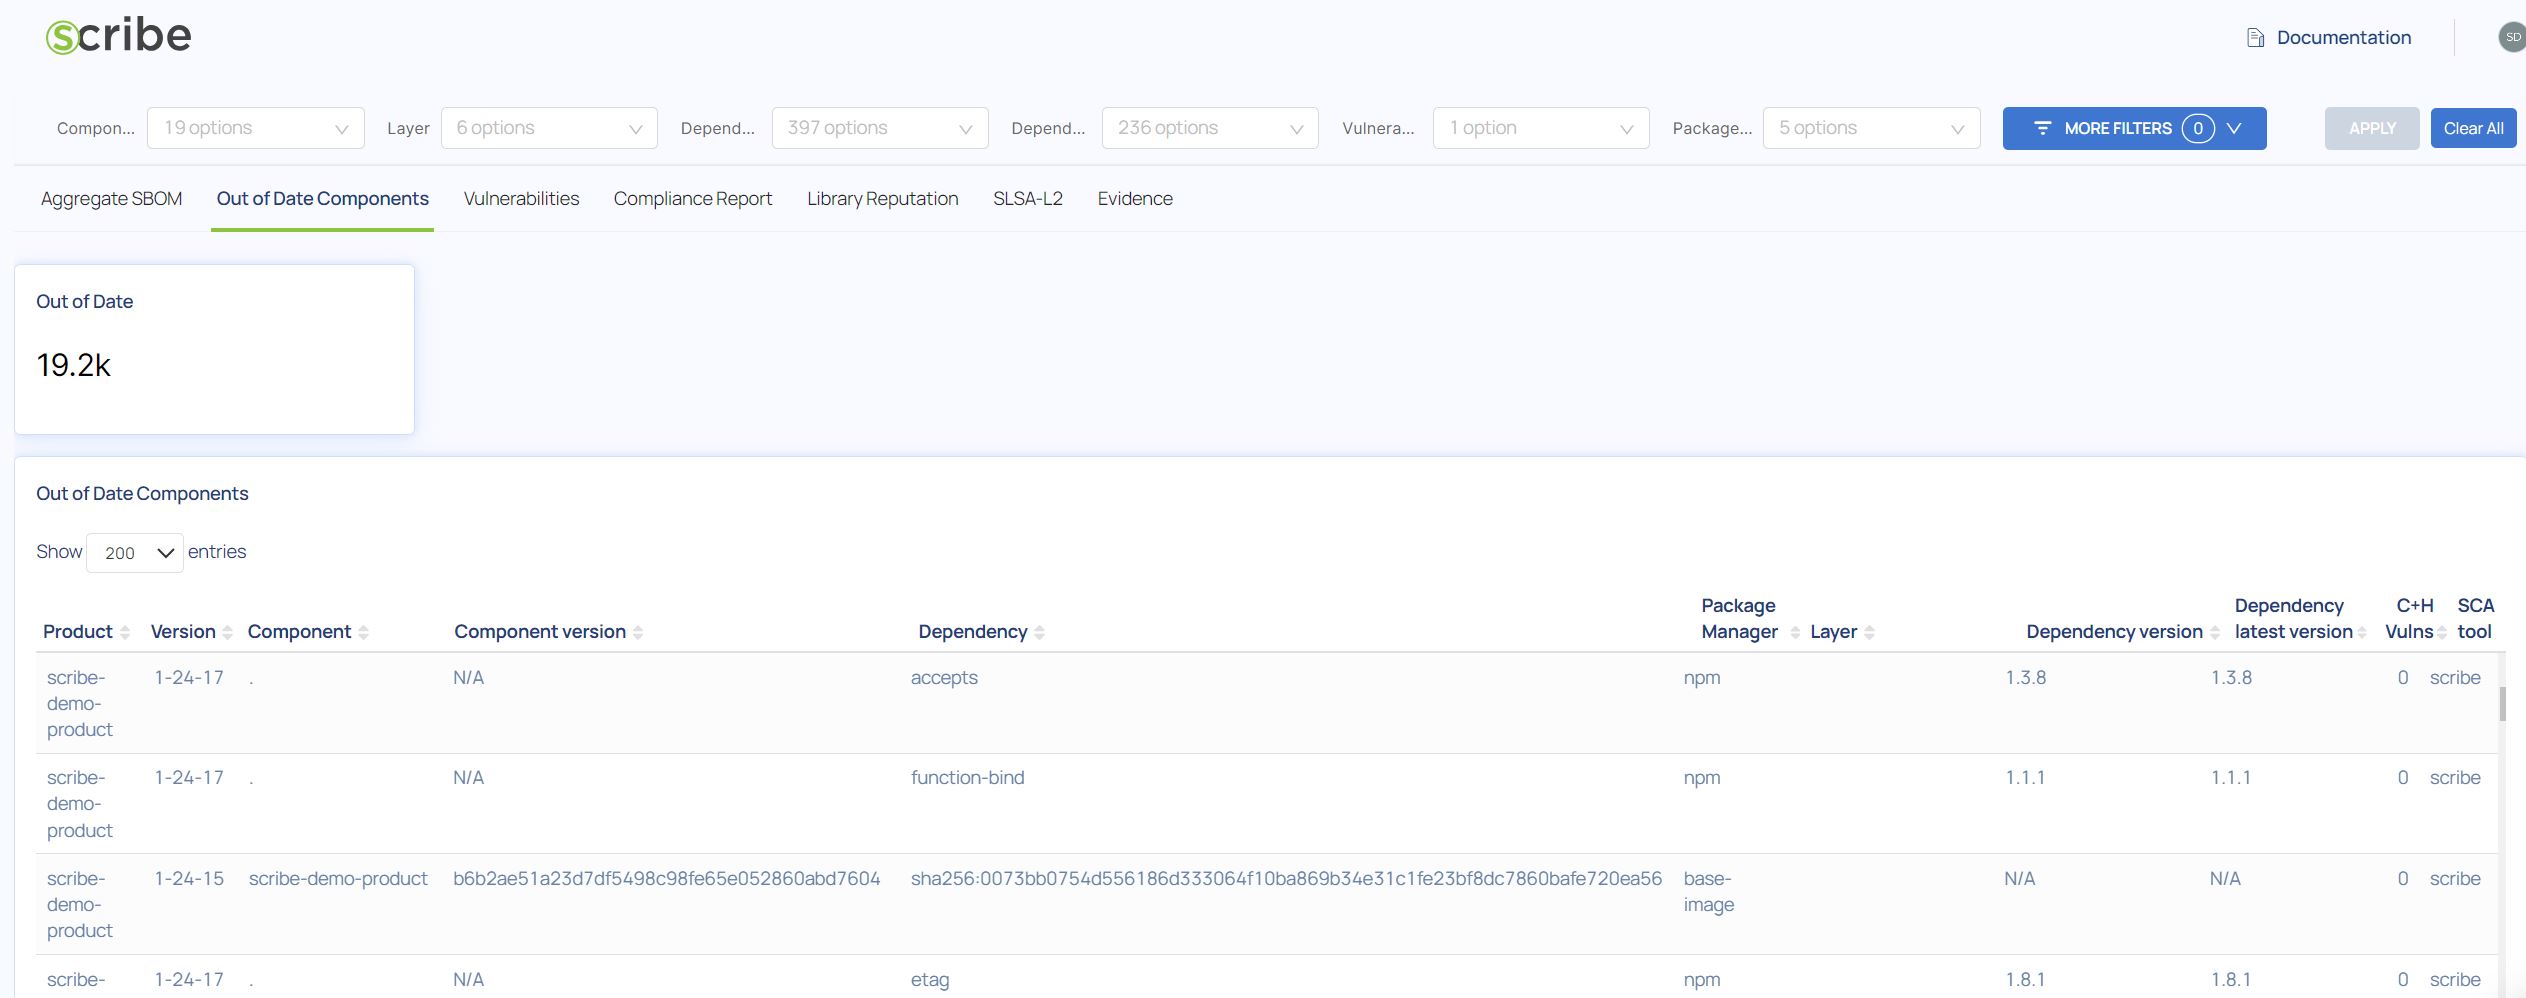 scribe
Documentation
SD
Compon... 19 options Layer 6 options Depend... 397 options Depend... 236 options Vulnera... 1 option Package... 5 options MORE FILTERS 0 APPLY Clear All
Aggregate SBOM Out of Date Components Vulnerabilities Compliance Report Library Reputation SLSA-L2 Evidence
Out of Date
19.2k
Out of Date Components
Show 200 entries
Product Version Component Component version Dependency Package Manager Layer Dependency version Dependency latest version C+H Vulns SCA tool
scribe- 1-24-17 . N/A accepts npm 1.3.8 1.3.8 0 scribe
demo-
product
scribe- 1-24-17 . N/A function-bind npm 1.1.1 1.1.1 0 scribe
demo-
product
scribe- 1-24-15 scribe-demo-product b6b2ae51a23d7df5498c98fe65e052860abd7604 sha256:0073bb0754d556186d333064f10ba869b34e31c1fe23bf8dc7860bafe720ea56 base- N/A N/A 0 scribe
demo- image
product
scribe- 1-24-17 . N/A etag npm 1.8.1 1.8.1 0 scribe